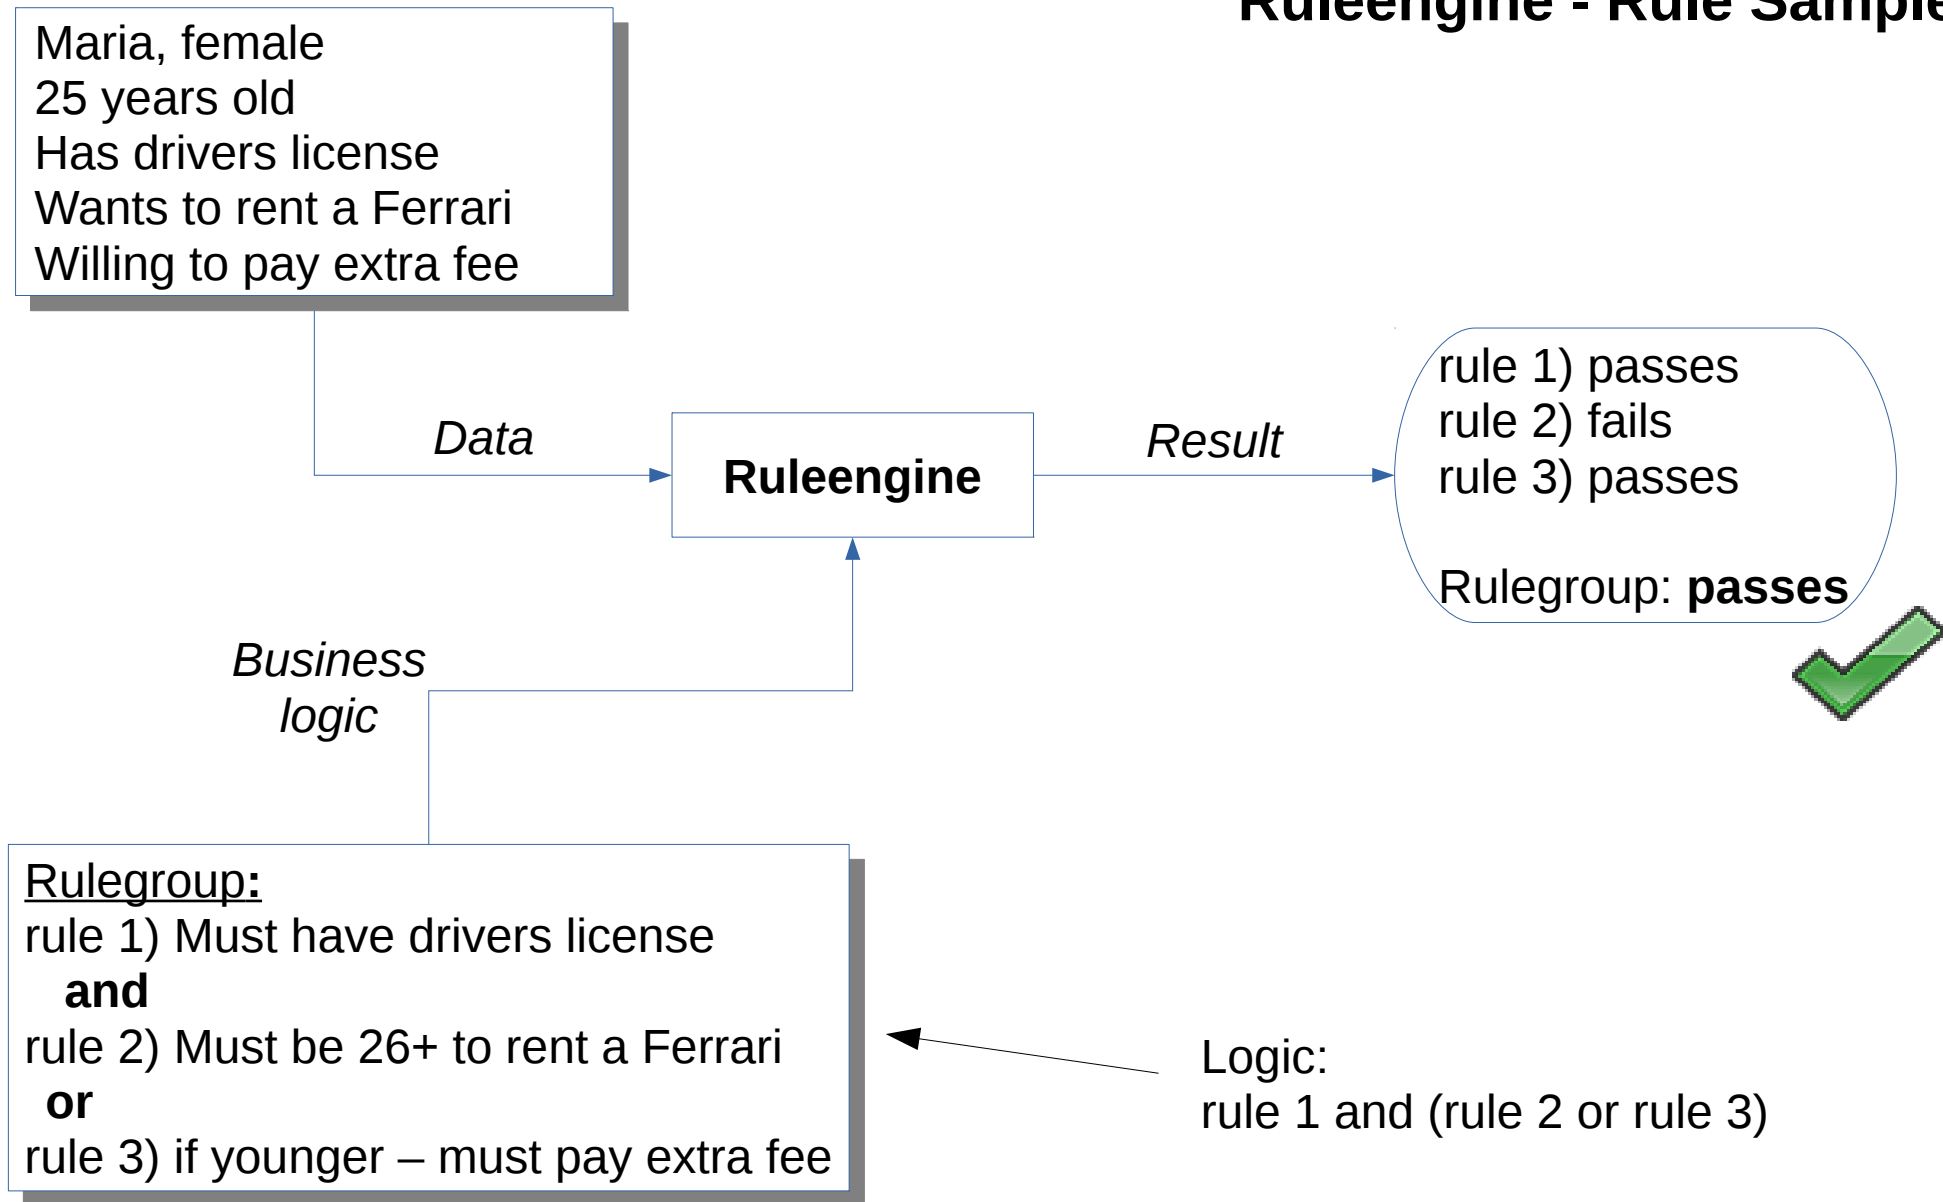 Ruleengine - Rule Sample
Maria, female
25 years old
Has drivers license
Wants to rent a Ferrari
Willing to pay extra fee
Data
Ruleengine
Result
rule 1) passes
rule 2) fails
rule 3) passes
Rulegroup: passes
Business
logic
Rulegroup:
rule 1) Must have drivers license
and
rule 2) Must be 26+ to rent a Ferrari
or
rule 3) if younger – must pay extra fee
Logic:
rule 1 and (rule 2 or rule 3)